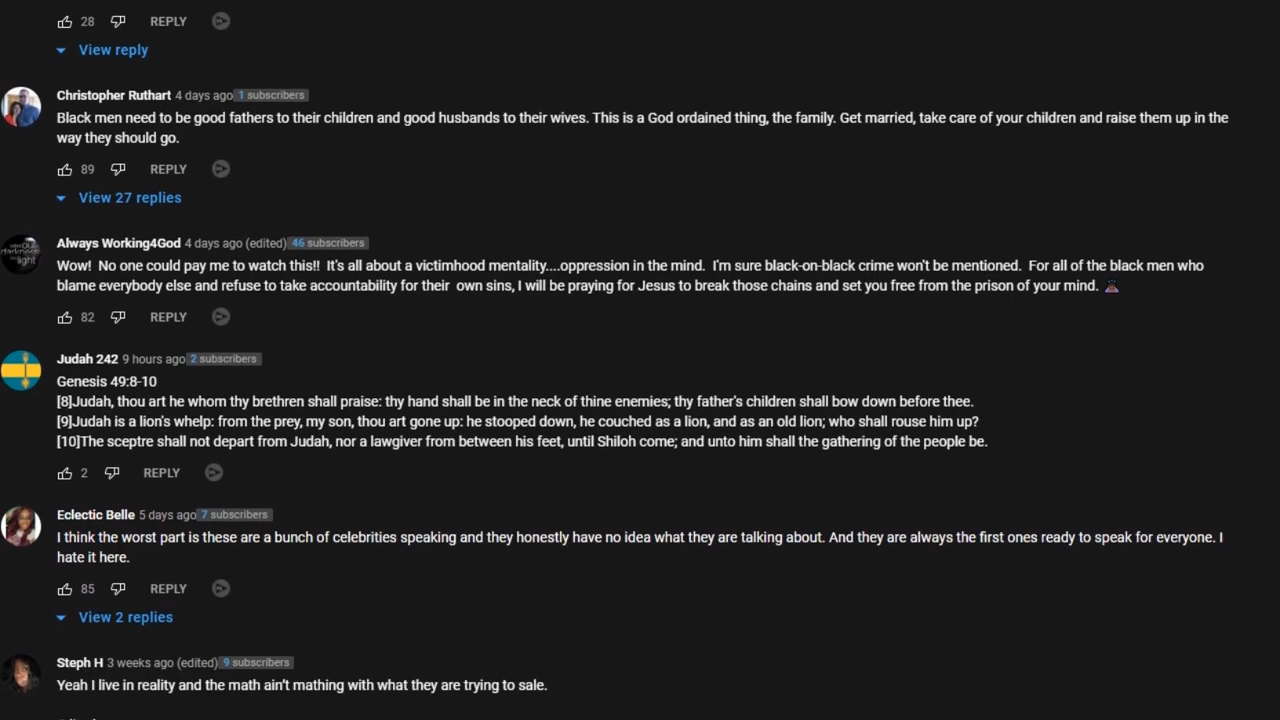 28 REPLY
View reply
Christopher Ruthart 4 days ago 1 subscribers
Black men need to be good fathers to their children and good husbands to their wives. This is a God ordained thing, the family. Get married, take care of your children and raise them up in the
way they should go.
89 REPLY
View 27 replies
Always Working4God 4 days ago (edited) 46 subscribers
Wow!  No one could pay me to watch this!!  It's all about a victimhood mentality....oppression in the mind.  I'm sure black-on-black crime won't be mentioned.  For all of the black men who
blame everybody else and refuse to take accountability for their  own sins, I will be praying for Jesus to break those chains and set you free from the prison of your mind.
82 REPLY
Judah 242 9 hours ago 2 subscribers
Genesis 49:8-10
[8]Judah, thou art he whom thy brethren shall praise: thy hand shall be in the neck of thine enemies; thy father's children shall bow down before thee.
[9]Judah is a lion's whelp: from the prey, my son, thou art gone up: he stooped down, he couched as a lion, and as an old lion; who shall rouse him up?
[10]The sceptre shall not depart from Judah, nor a lawgiver from between his feet, until Shiloh come; and unto him shall the gathering of the people be.
2 REPLY
Eclectic Belle 5 days ago 7 subscribers
I think the worst part is these are a bunch of celebrities speaking and they honestly have no idea what they are talking about. And they are always the first ones ready to speak for everyone. I
hate it here.
85 REPLY
View 2 replies
Steph H 3 weeks ago (edited) 9 subscribers
Yeah I live in reality and the math ain't mathing with what they are trying to sale.